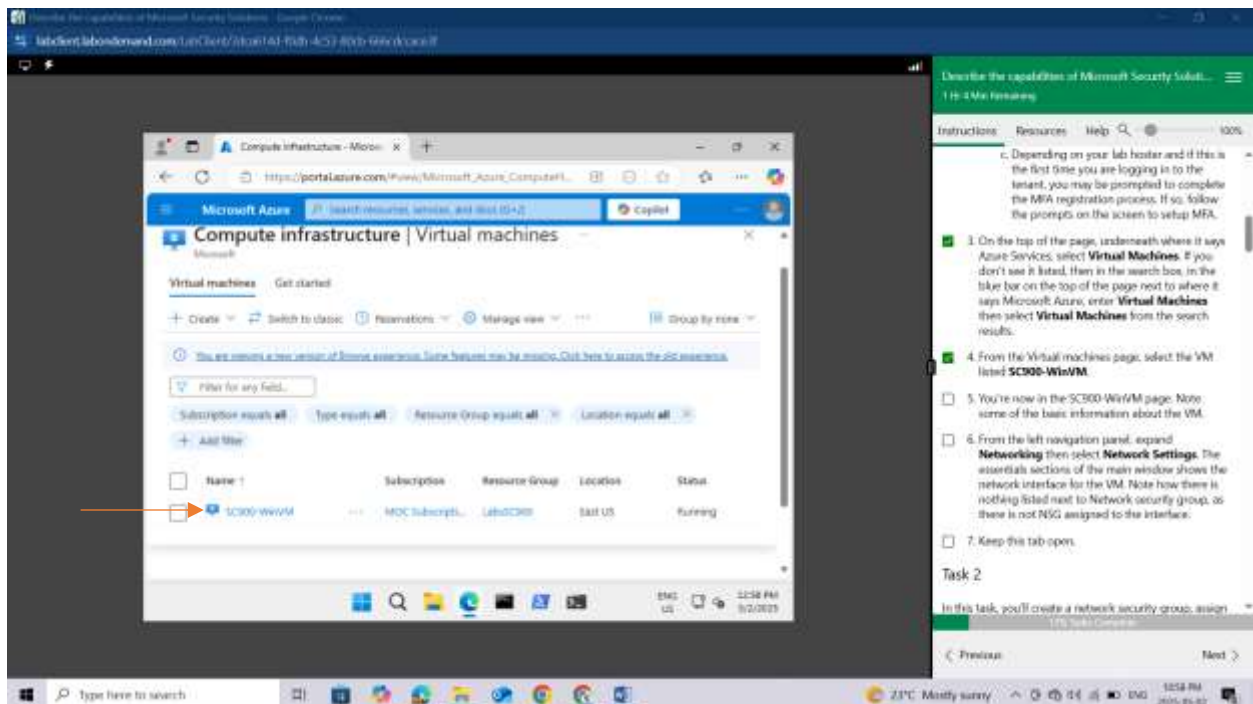 Describe the capabilities of Microsoft Security Solutions - Google Chrome
labclient.labondemand.com/LabClient/
Compute infrastructure - Micro
https://portal.azure.com/#view/Microsoft_Azure_ComputeH..
Microsoft Azure
Search resources, services, and docs (G+/)
Copilot
Compute infrastructure | Virtual machines
Microsoft
Virtual machines Get started
+ Create Switch to classic Reservations Manage view ... Group by none
You are viewing a new version of Browse experience. Some features may be missing. Click here to access the old experience.
Filter for any field...
Subscription equals all Type equals all Resource Group equals all Location equals all
+ Add filter
Name ↑ Subscription Resource Group Location Status
SC900-WinVM ... MOC Subscripti... LabsSC900 East US Running
ENG
US
12:58 PM
5/2/2025
Describe the capabilities of Microsoft Security Soluti...
1 Hr 4 Min Remaining
Instructions Resources Help 100%
c. Depending on your lab hoster and if this is
the first time you are logging in to the
tenant, you may be prompted to complete
the MFA registration process. If so, follow
the prompts on the screen to setup MFA.
3. On the top of the page, underneath where it says
Azure Services, select Virtual Machines. If you
don't see it listed, then in the search box, in the
blue bar on the top of the page next to where it
says Microsoft Azure, enter Virtual Machines
then select Virtual Machines from the search
results.
4. From the Virtual machines page, select the VM
listed SC900-WinVM.
5. You're now in the SC900-WinVM page. Note
some of the basic information about the VM.
6. From the left navigation panel, expand
Networking then select Network Settings. The
essentials sections of the main window shows the
network interface for the VM. Note how there is
nothing listed next to Network security group, as
there is not NSG assigned to the interface.
7. Keep this tab open.
Task 2
In this task, you'll create a network security group, assign
Tasks Complete
< Previous Next >
Type here to search
23°C Mostly sunny
ENG